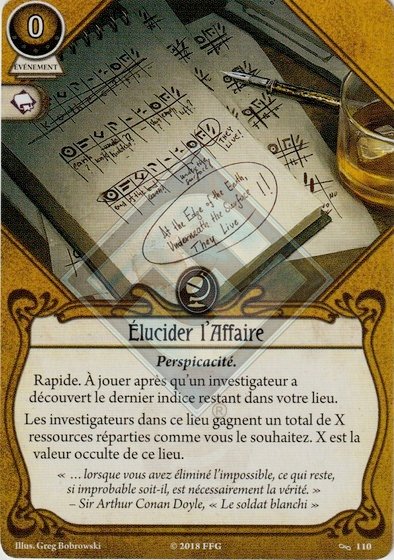 0
ÉVÉNEMENT
THEY
LIVE!
At the Edge of the Earth,
Underneath the Surface
They Live
!!
Élucider l'Affaire
Perspicacité.
Rapide. À jouer après qu'un investigateur a
découvert le dernier indice restant dans votre lieu.
Les investigateurs dans ce lieu gagnent un total de X
ressources réparties comme vous le souhaitez. X est la
valeur occulte de ce lieu.
« … lorsque vous avez éliminé l'impossible, ce qui reste,
si improbable soit-il, est nécessairement la vérité. »
– Sir Arthur Conan Doyle, « Le soldat blanchi »
Illus. Greg Bobrowski © 2018 FFG 110